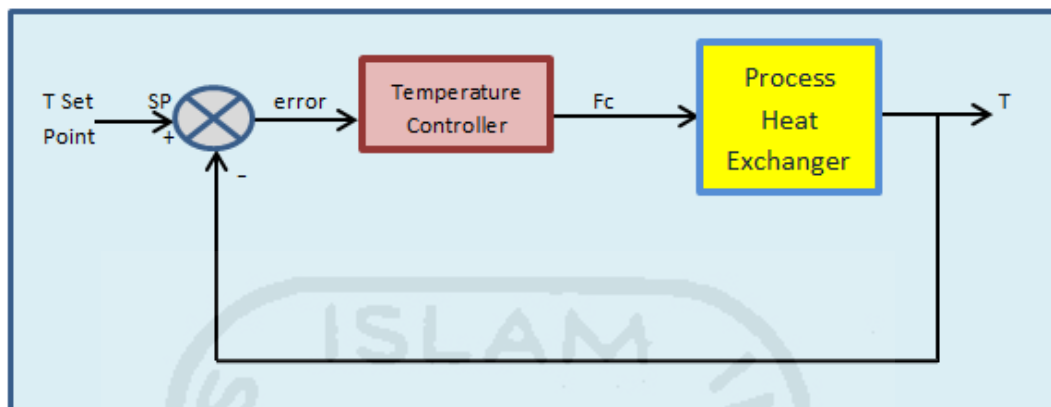 T Set
Point
SP
+
-
error
Temperature
Controller
Fc
Process
Heat
Exchanger
T
ISLAM